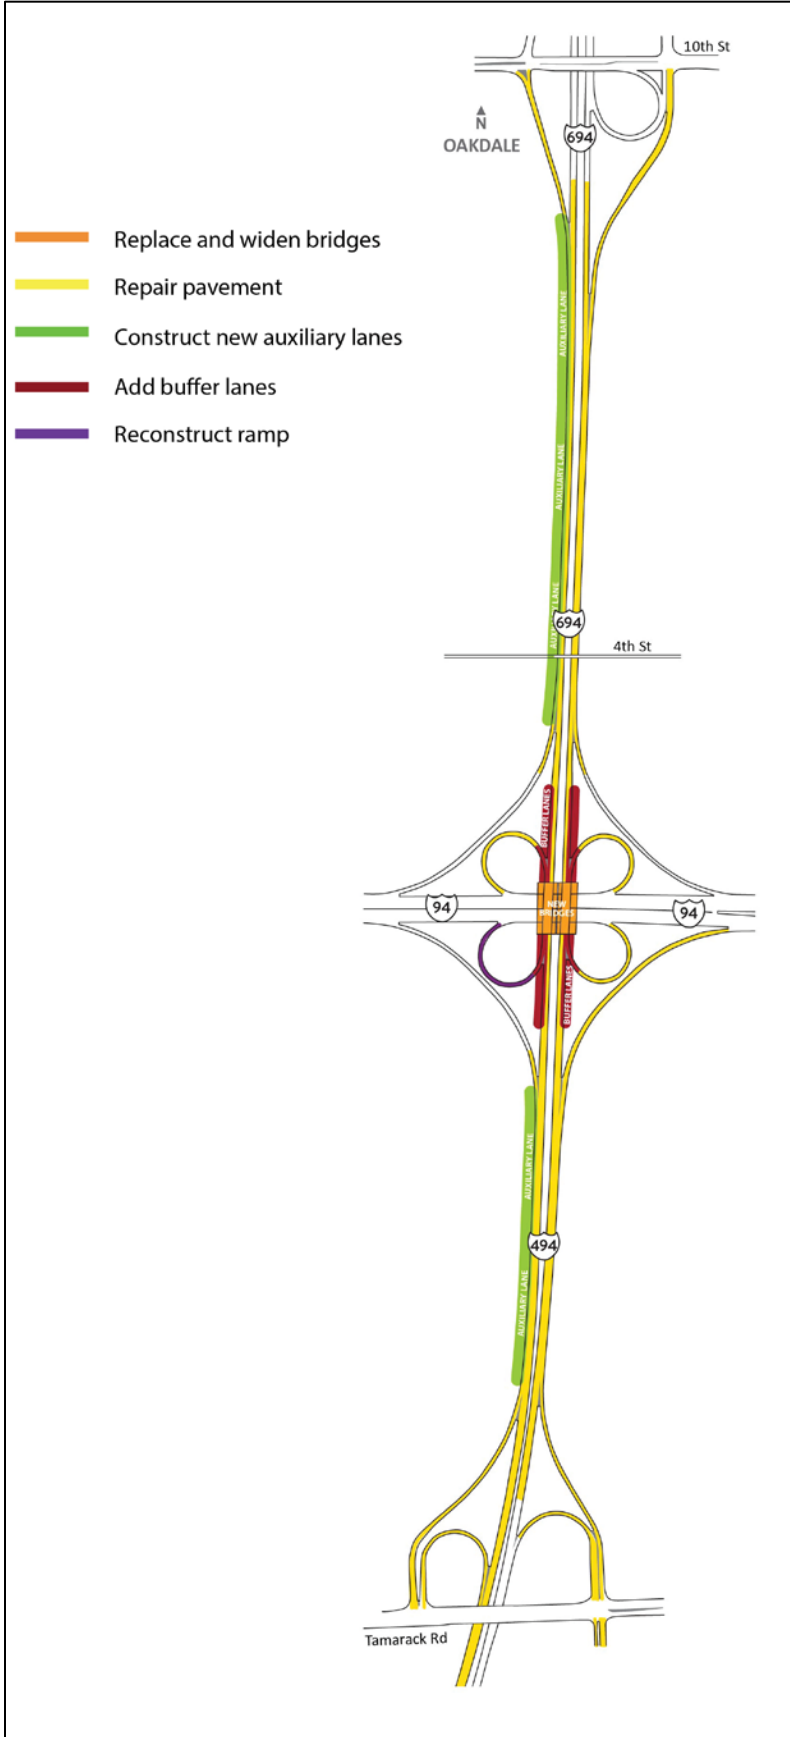 10th St
694
N
OAKDALE
Replace and widen bridges
Repair pavement
Construct new auxiliary lanes
Add buffer lanes
Reconstruct ramp
AUXILIARY LANE
AUXILIARY LANE
AUXILIARY LANE
694
4th St
BUFFER LANES
94
NEW
BRIDGES
94
BUFFER LANES
AUXILIARY LANE
494
AUXILIARY LANE
Tamarack Rd